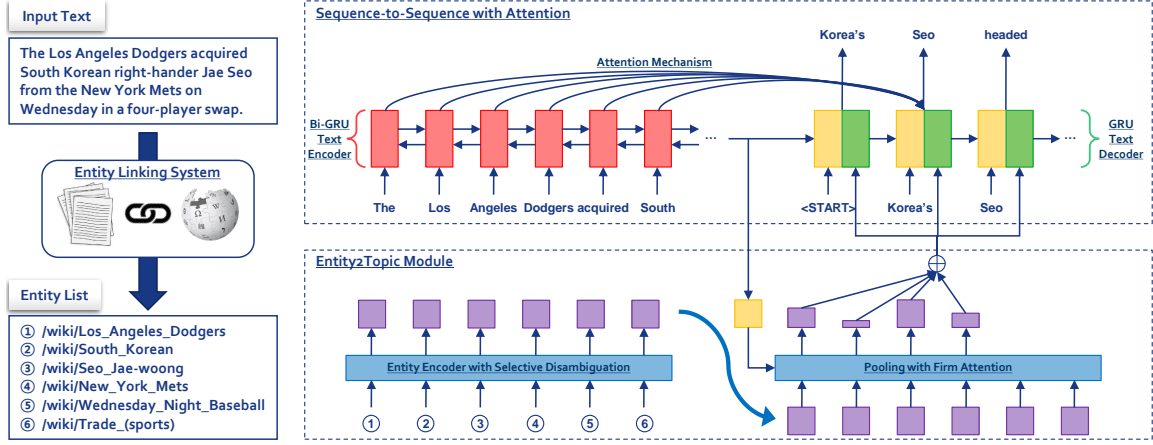 Input Text
The Los Angeles Dodgers acquired
South Korean right-hander Jae Seo
from the New York Mets on
Wednesday in a four-player swap.
Entity Linking System
Entity List
① /wiki/Los_Angeles_Dodgers
② /wiki/South_Korean
③ /wiki/Seo_Jae-woong
④ /wiki/New_York_Mets
⑤ /wiki/Wednesday_Night_Baseball
⑥ /wiki/Trade_(sports)
Sequence-to-Sequence with Attention
Korea's Seo headed
Attention Mechanism
Bi-GRU
Text
Encoder
...
...
GRU
Text
Decoder
The Los Angeles Dodgers acquired South <START> Korea's Seo
Entity2Topic Module
Entity Encoder with Selective Disambiguation
Pooling with Firm Attention
① ② ③ ④ ⑤ ⑥